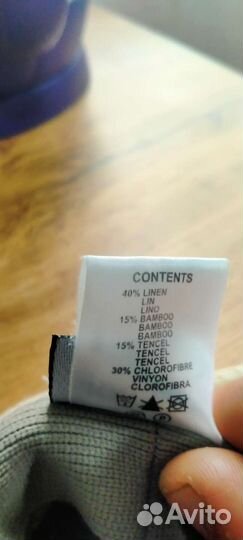 CONTENTS
40% LINEN
LIN
LINO
15% BAMBOO
BAMBOO
BAMBOO
15% TENCEL
TENCEL
TENCEL
30% CHLOROFIBRE
VINYON
CLOROFIBRA
Avito